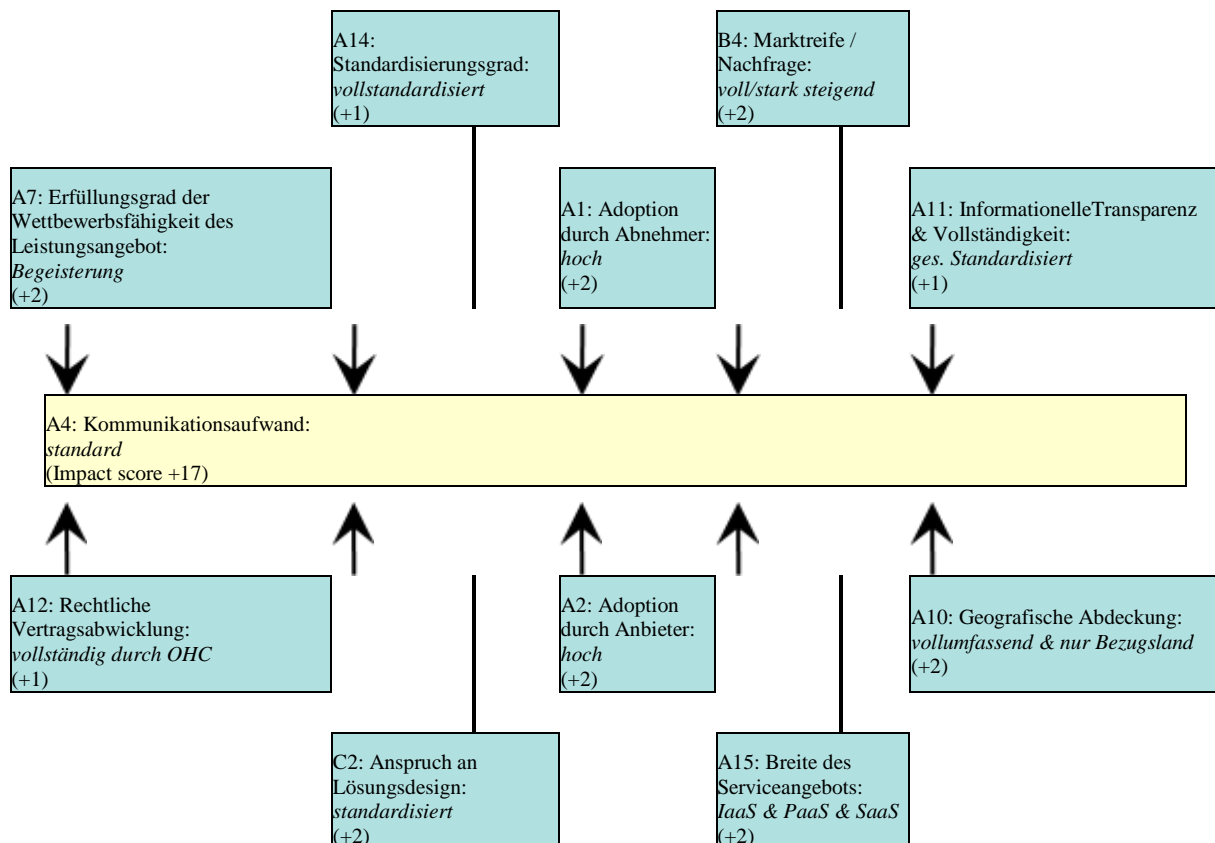 A14:
Standardisierungsgrad:
vollstandardisiert
(+1)
B4: Marktreife /
Nachfrage:
voll/stark steigend
(+2)
A7: Erfüllungsgrad der
Wettbewerbsfähigkeit des
Leistungsangebot:
Begeisterung
(+2)
A1: Adoption
durch Abnehmer:
hoch
(+2)
A11: InformationelleTransparenz
& Vollständigkeit:
ges. Standardisiert
(+1)
A4: Kommunikationsaufwand:
standard
(Impact score +17)
A12: Rechtliche
Vertragsabwicklung:
vollständig durch OHC
(+1)
A2: Adoption
durch Anbieter:
hoch
(+2)
A10: Geografische Abdeckung:
vollumfassend & nur Bezugsland
(+2)
C2: Anspruch an
Lösungsdesign:
standardisiert
(+2)
A15: Breite des
Serviceangebots:
IaaS & PaaS & SaaS
(+2)